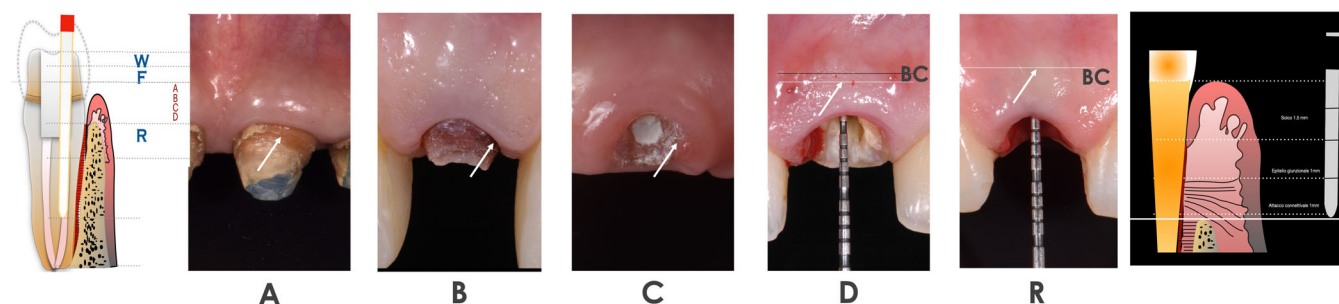 W
F
A
B
C
D
R
BC
BC
Solco 1,5 mm
Epitelio giunzionale 1mm
Attacco connettivale 1mm
A
B
C
D
R